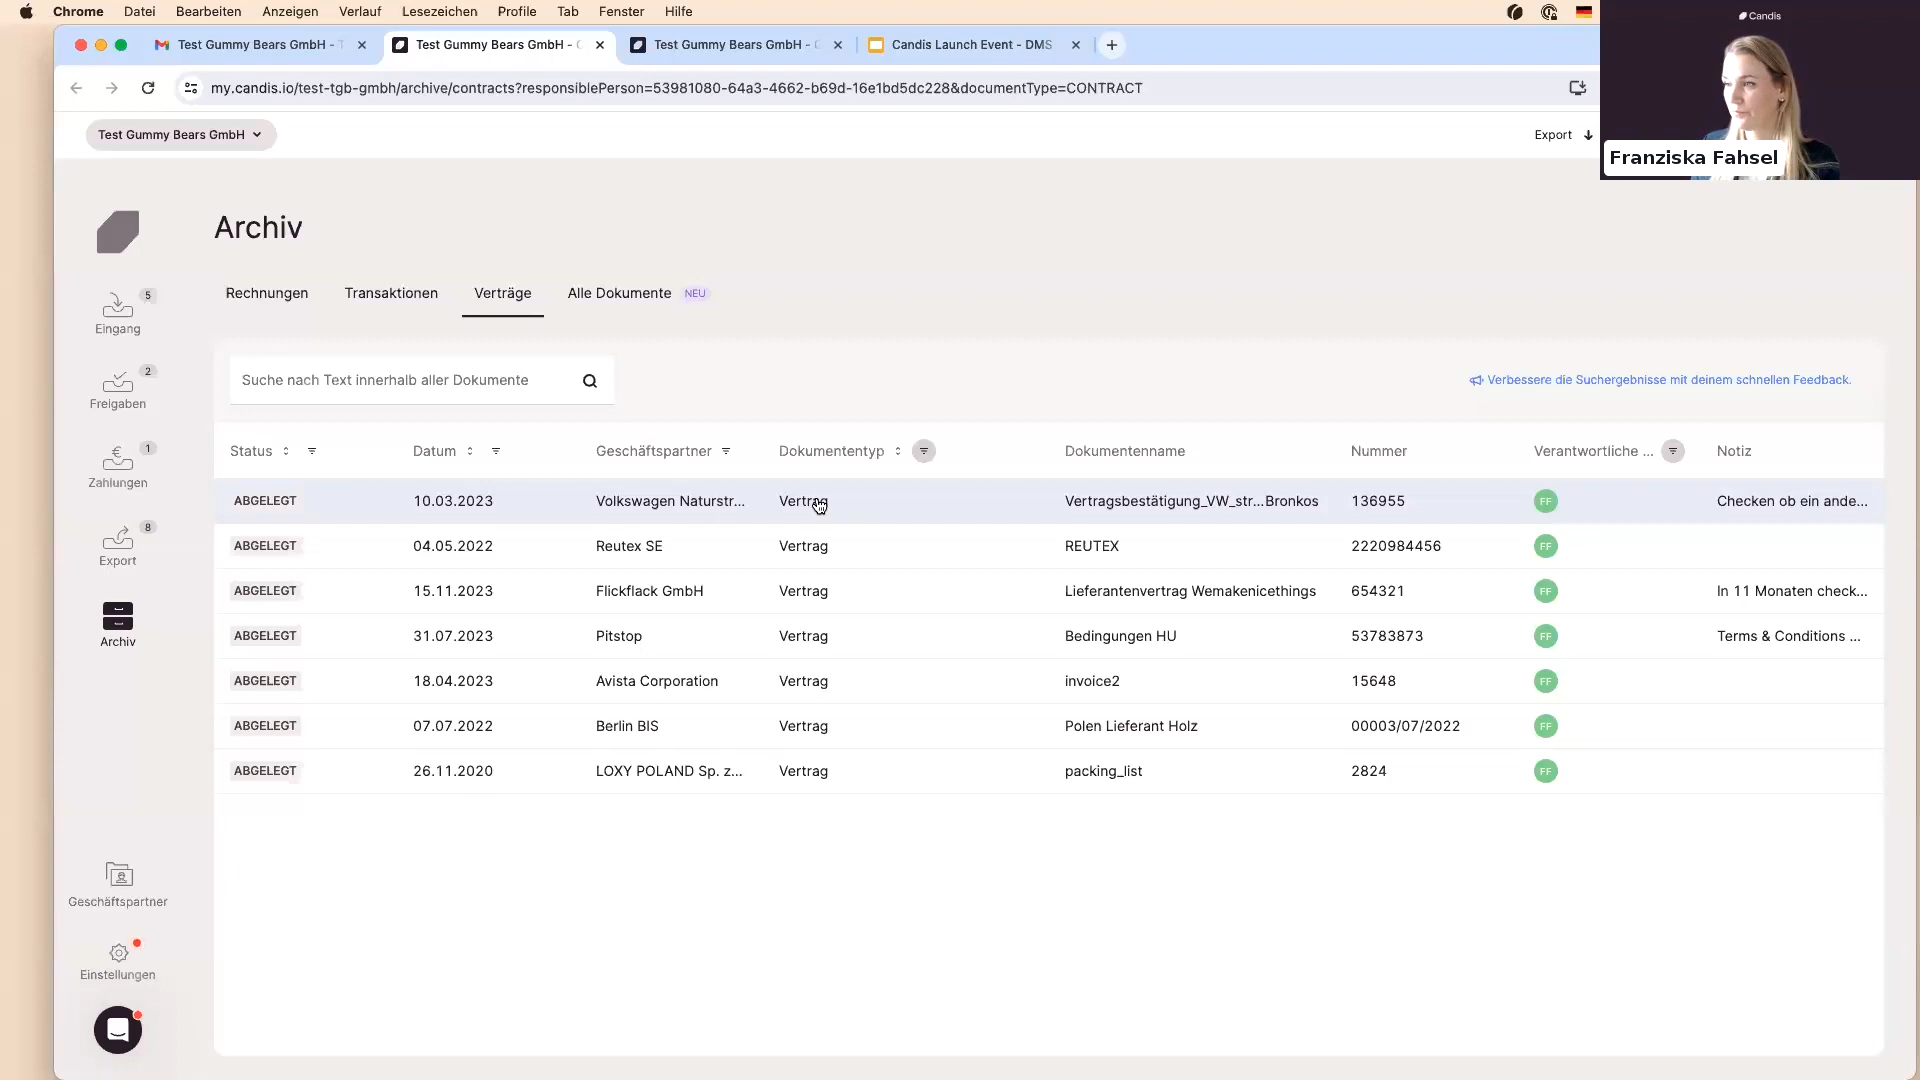 Chrome Datei Bearbeiten Anzeigen Verlauf Lesezeichen Profile Tab Fenster Hilfe
Candis
Test Gummy Bears GmbH -
Test Gummy Bears GmbH -
Test Gummy Bears GmbH -
Candis Launch Event - DMS
my.candis.io/test-tgb-gmbh/archive/contracts?responsiblePerson=53981080-64a3-4662-b69d-16e1bd5dc228&documentType=CONTRACT
Test Gummy Bears GmbH
Export
Franziska Fahsel
Archiv
Rechnungen Transaktionen Verträge Alle Dokumente NEU
5
Eingang
2
Freigaben
1
Zahlungen
8
Export
Archiv
Geschäftspartner
Einstellungen
Suche nach Text innerhalb aller Dokumente
Verbessere die Suchergebnisse mit deinem schnellen Feedback.
Status Datum Geschäftspartner Dokumententyp Dokumentenname Nummer Verantwortliche ... Notiz
ABGELEGT 10.03.2023 Volkswagen Naturstr... Vertrag Vertragsbestätigung_VW_str...Bronkos 136955 FF Checken ob ein ande...
ABGELEGT 04.05.2022 Reutex SE Vertrag REUTEX 2220984456 FF
ABGELEGT 15.11.2023 Flickflack GmbH Vertrag Lieferantenvertrag Wemakenicethings 654321 FF In 11 Monaten check...
ABGELEGT 31.07.2023 Pitstop Vertrag Bedingungen HU 53783873 FF Terms & Conditions ...
ABGELEGT 18.04.2023 Avista Corporation Vertrag invoice2 15648 FF
ABGELEGT 07.07.2022 Berlin BIS Vertrag Polen Lieferant Holz 00003/07/2022 FF
ABGELEGT 26.11.2020 LOXY POLAND Sp. z... Vertrag packing_list 2824 FF